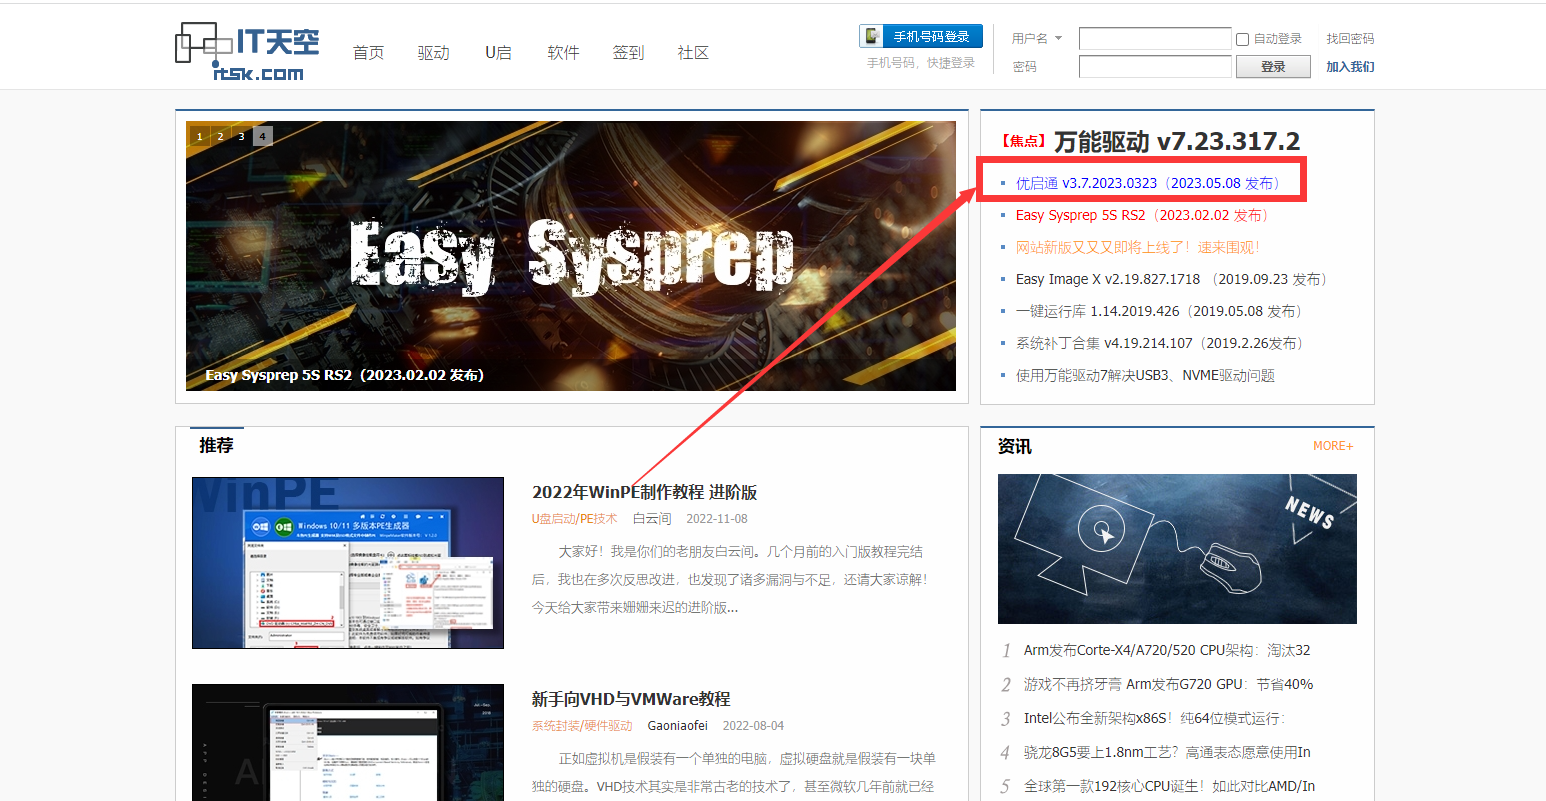 IT天空
itsk.com
首页 驱动 U启 软件 签到 社区
手机号码登录
手机号码，快捷登录
用户名
自动登录 找回密码
密码
登录 加入我们
1 2 3 4
Easy Sysprep
Easy Sysprep 5S RS2（2023.02.02 发布）
【焦点】万能驱动 v7.23.317.2
优启通 v3.7.2023.0323（2023.05.08 发布）
Easy Sysprep 5S RS2（2023.02.02 发布）
网站新版又又又即将上线了！速来围观！
Easy Image X v2.19.827.1718 （2019.09.23 发布）
一键运行库 1.14.2019.426（2019.05.08 发布）
系统补丁合集 v4.19.214.107（2019.2.26发布）
使用万能驱动7解决USB3、NVME驱动问题
推荐
WinPE
Windows 10/11 多版本PE生成器
2022年WinPE制作教程 进阶版
U盘启动/PE技术 白云间 2022-11-08
大家好！我是你们的老朋友白云间。几个月前的入门版教程完结
后，我也在多次反思改进，也发现了诸多漏洞与不足，还请大家谅解！
今天给大家带来姗姗来迟的进阶版...
新手向VHD与VMWare教程
系统封装/硬件驱动 Gaoniaofei 2022-08-04
正如虚拟机是假装有一个单独的电脑，虚拟硬盘就是假装有一块单
独的硬盘。VHD技术其实是非常古老的技术了，甚至微软几年前就已经
资讯 MORE+
NEWS
1 Arm发布Corte-X4/A720/520 CPU架构：淘汰32
2 游戏不再挤牙膏 Arm发布G720 GPU：节省40%
3 Intel公布全新架构x86S！纯64位模式运行：
4 骁龙8G5要上1.8nm工艺？高通表态愿意使用In
5 全球第一款192核心CPU诞生！如此对比AMD/In